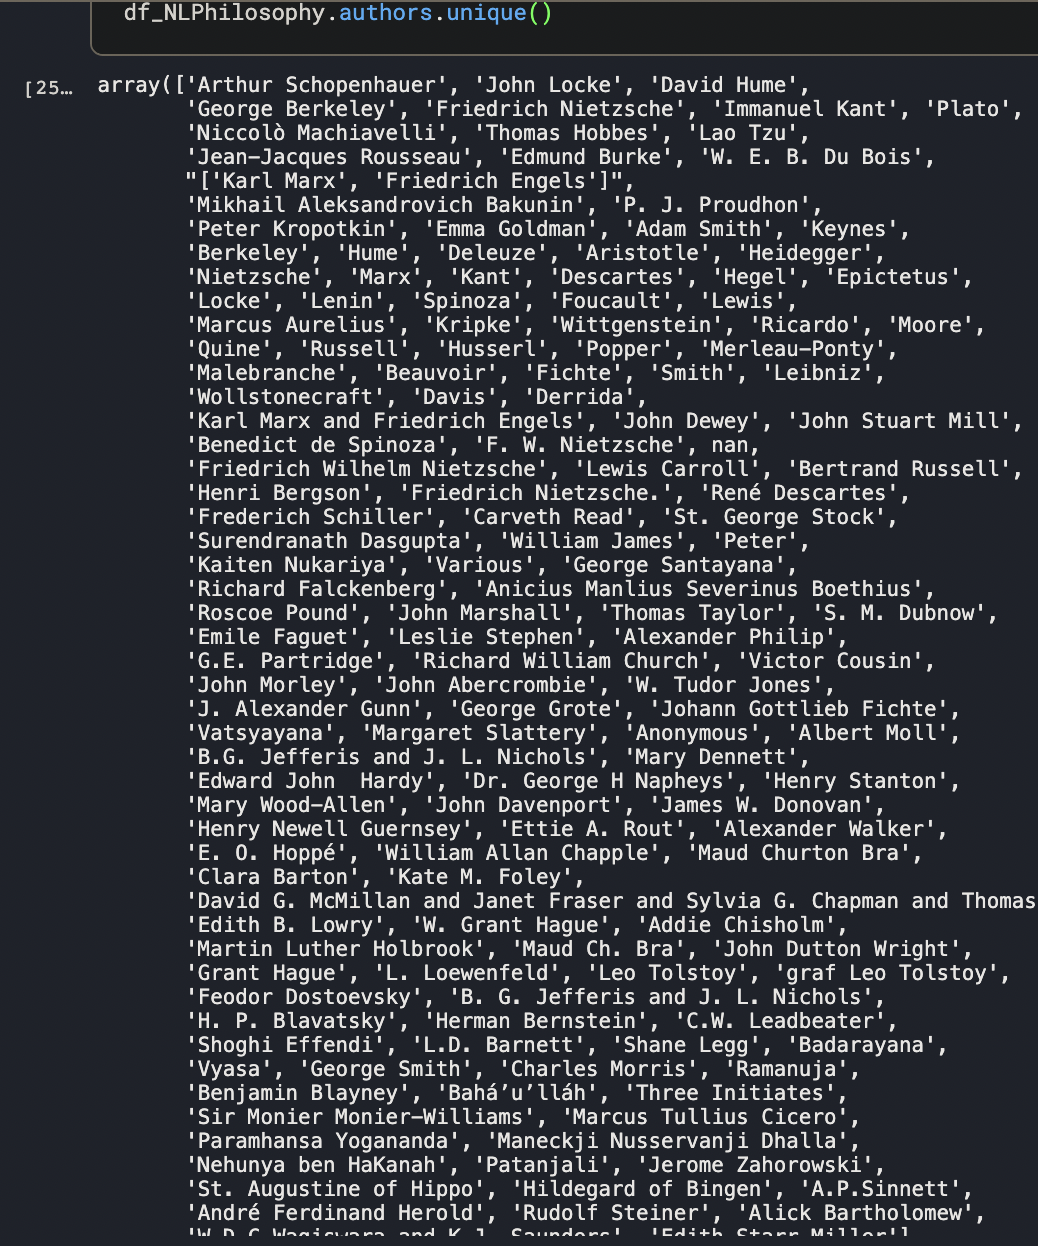 df_NLPhilosophy.authors.unique()
[25… array(['Arthur Schopenhauer', 'John Locke', 'David Hume',
'George Berkeley', 'Friedrich Nietzsche', 'Immanuel Kant', 'Plato',
'Niccolò Machiavelli', 'Thomas Hobbes', 'Lao Tzu',
'Jean-Jacques Rousseau', 'Edmund Burke', 'W. E. B. Du Bois',
"['Karl Marx', 'Friedrich Engels']",
'Mikhail Aleksandrovich Bakunin', 'P. J. Proudhon',
'Peter Kropotkin', 'Emma Goldman', 'Adam Smith', 'Keynes',
'Berkeley', 'Hume', 'Deleuze', 'Aristotle', 'Heidegger',
'Nietzsche', 'Marx', 'Kant', 'Descartes', 'Hegel', 'Epictetus',
'Locke', 'Lenin', 'Spinoza', 'Foucault', 'Lewis',
'Marcus Aurelius', 'Kripke', 'Wittgenstein', 'Ricardo', 'Moore',
'Quine', 'Russell', 'Husserl', 'Popper', 'Merleau-Ponty',
'Malebranche', 'Beauvoir', 'Fichte', 'Smith', 'Leibniz',
'Wollstonecraft', 'Davis', 'Derrida',
'Karl Marx and Friedrich Engels', 'John Dewey', 'John Stuart Mill',
'Benedict de Spinoza', 'F. W. Nietzsche', nan,
'Friedrich Wilhelm Nietzsche', 'Lewis Carroll', 'Bertrand Russell',
'Henri Bergson', 'Friedrich Nietzsche.', 'René Descartes',
'Frederich Schiller', 'Carveth Read', 'St. George Stock',
'Surendranath Dasgupta', 'William James', 'Peter',
'Kaiten Nukariya', 'Various', 'George Santayana',
'Richard Falckenberg', 'Anicius Manlius Severinus Boethius',
'Roscoe Pound', 'John Marshall', 'Thomas Taylor', 'S. M. Dubnow',
'Emile Faguet', 'Leslie Stephen', 'Alexander Philip',
'G.E. Partridge', 'Richard William Church', 'Victor Cousin',
'John Morley', 'John Abercrombie', 'W. Tudor Jones',
'J. Alexander Gunn', 'George Grote', 'Johann Gottlieb Fichte',
'Vatsyayana', 'Margaret Slattery', 'Anonymous', 'Albert Moll',
'B.G. Jefferis and J. L. Nichols', 'Mary Dennett',
'Edward John  Hardy', 'Dr. George H Napheys', 'Henry Stanton',
'Mary Wood-Allen', 'John Davenport', 'James W. Donovan',
'Henry Newell Guernsey', 'Ettie A. Rout', 'Alexander Walker',
'E. O. Hoppé', 'William Allan Chapple', 'Maud Churton Bra',
'Clara Barton', 'Kate M. Foley',
'David G. McMillan and Janet Fraser and Sylvia G. Chapman and Thomas
'Edith B. Lowry', 'W. Grant Hague', 'Addie Chisholm',
'Martin Luther Holbrook', 'Maud Ch. Bra', 'John Dutton Wright',
'Grant Hague', 'L. Loewenfeld', 'Leo Tolstoy', 'graf Leo Tolstoy',
'Feodor Dostoevsky', 'B. G. Jefferis and J. L. Nichols',
'H. P. Blavatsky', 'Herman Bernstein', 'C.W. Leadbeater',
'Shoghi Effendi', 'L.D. Barnett', 'Shane Legg', 'Badarayana',
'Vyasa', 'George Smith', 'Charles Morris', 'Ramanuja',
'Benjamin Blayney', 'Bahá’u’lláh', 'Three Initiates',
'Sir Monier Monier-Williams', 'Marcus Tullius Cicero',
'Paramhansa Yogananda', 'Maneckji Nusservanji Dhalla',
'Nehunya ben HaKanah', 'Patanjali', 'Jerome Zahorowski',
'St. Augustine of Hippo', 'Hildegard of Bingen', 'A.P.Sinnett',
'André Ferdinand Herold', 'Rudolf Steiner', 'Alick Bartholomew',
'W.D.C.Wagiswara and K.J. Saunders', 'Edith Starr Miller']